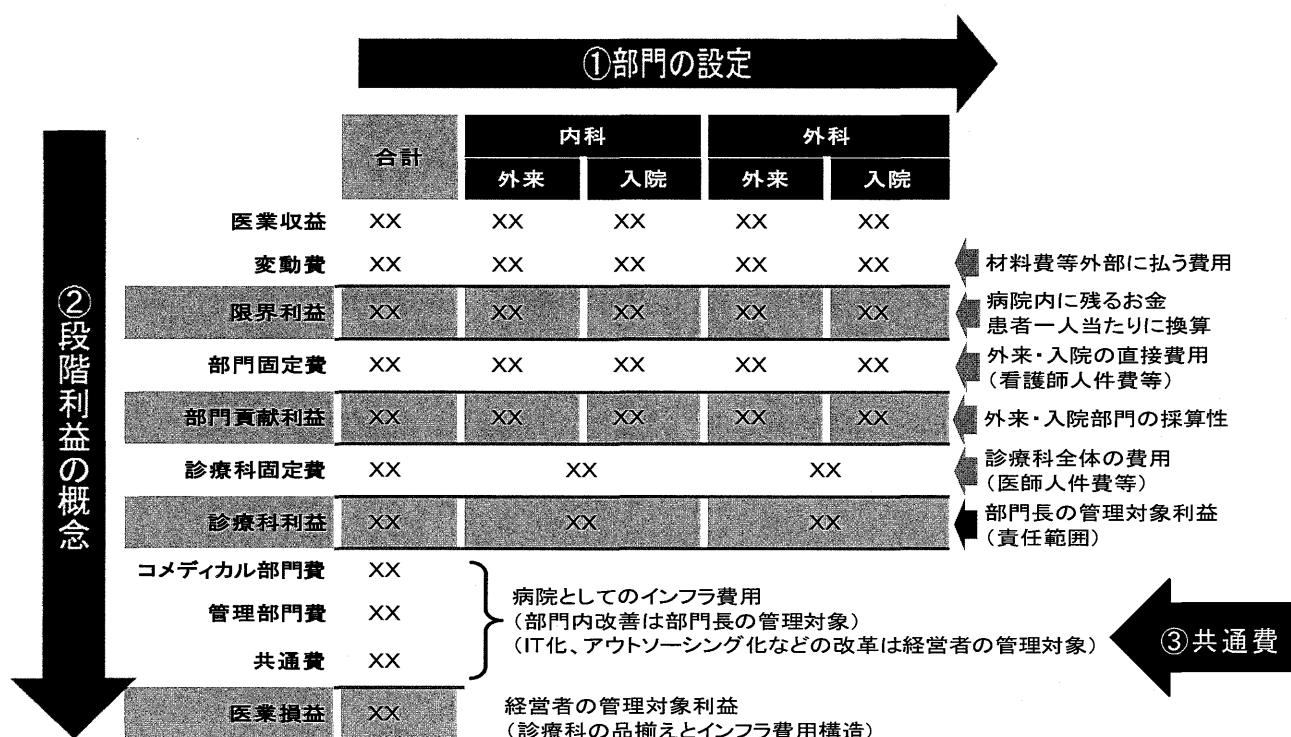 ①部門の設定
②段階利益の概念
合計 内科 外科
外来 入院 外来 入院
医業収益 XX XX XX XX XX
変動費 XX XX XX XX XX 材料費等外部に払う費用
限界利益 XX XX XX XX XX 病院内に残るお金
患者一人当たりに換算
部門固定費 XX XX XX XX XX 外来・入院の直接費用
(看護師人件費等)
部門貢献利益 XX XX XX XX XX 外来・入院部門の採算性
診療科固定費 XX XX XX 診療科全体の費用
(医師人件費等)
診療科利益 XX XX XX 部門長の管理対象利益
(責任範囲)
コメディカル部門費 XX
管理部門費 XX
共通費 XX
病院としてのインフラ費用
(部門内改善は部門長の管理対象)
(IT化、アウトソーシング化などの改革は経営者の管理対象)
③共通費
医業損益 XX 経営者の管理対象利益
(診療科の品揃えとインフラ費用構造)